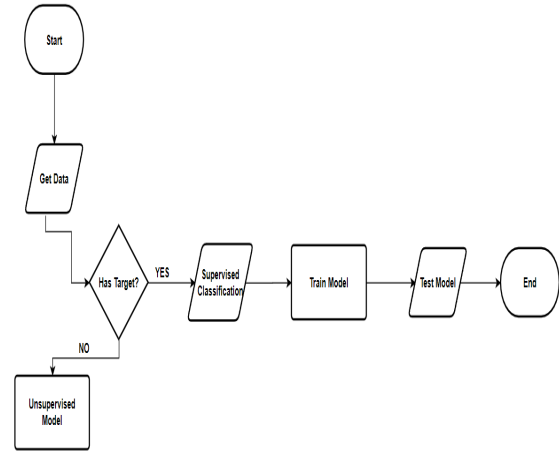 Start
Get Data
Has Target?
YES
Supervised
Classification
Train Model
Test Model
End
NO
Unsupervised
Model